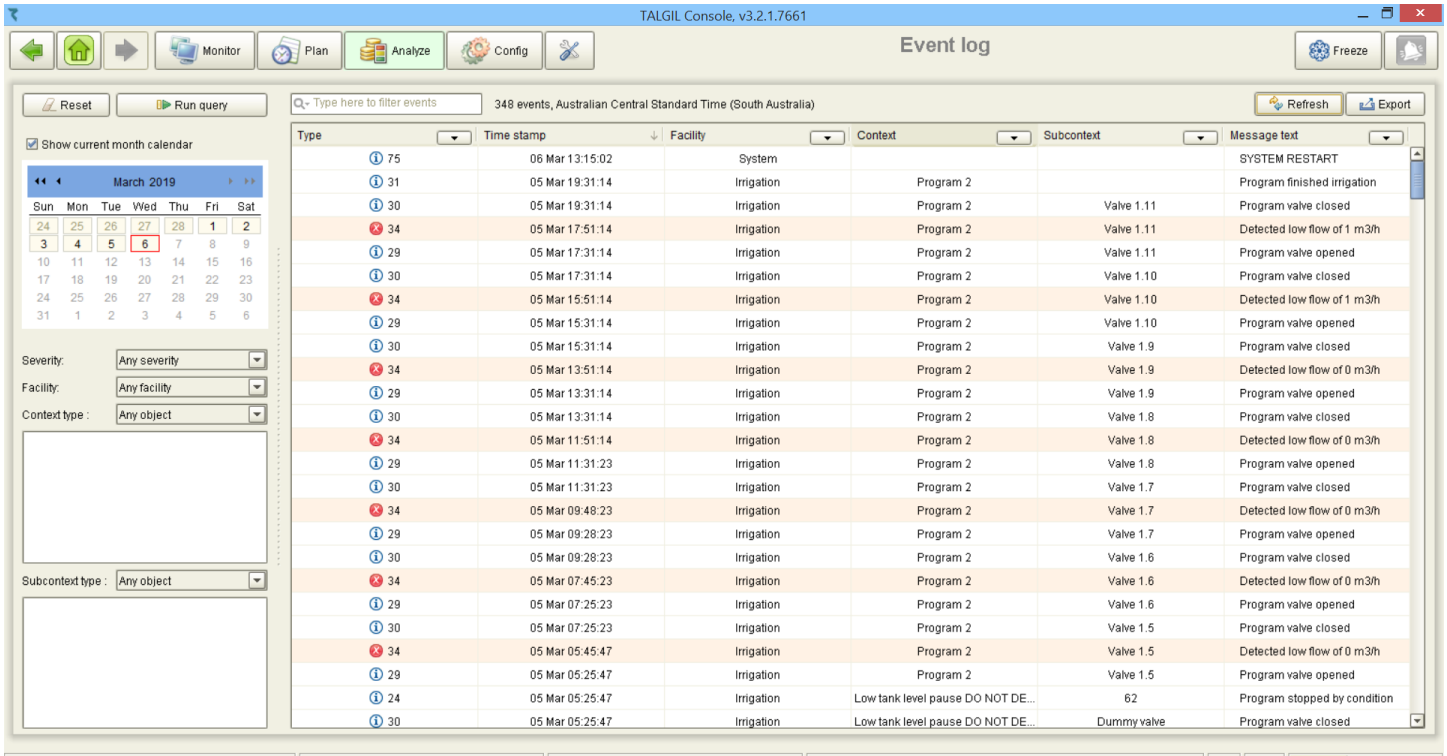 TALGIL Console, v3.2.1.7661
Monitor Plan Analyze Config Event log Freeze
Reset Run query Type here to filter events 348 events, Australian Central Standard Time (South Australia) Refresh Export
Show current month calendar
March 2019
Sun Mon Tue Wed Thu Fri Sat
24 25 26 27 28 1 2
3 4 5 6 7 8 9
10 11 12 13 14 15 16
17 18 19 20 21 22 23
24 25 26 27 28 29 30
31 1 2 3 4 5 6
Severity: Any severity
Facility: Any facility
Context type : Any object
Subcontext type : Any object
Type Time stamp Facility Context Subcontext Message text
75 06 Mar 13:15:02 System SYSTEM RESTART
31 05 Mar 19:31:14 Irrigation Program 2 Program finished irrigation
30 05 Mar 19:31:14 Irrigation Program 2 Valve 1.11 Program valve closed
34 05 Mar 17:51:14 Irrigation Program 2 Valve 1.11 Detected low flow of 1 m3/h
29 05 Mar 17:31:14 Irrigation Program 2 Valve 1.11 Program valve opened
30 05 Mar 17:31:14 Irrigation Program 2 Valve 1.10 Program valve closed
34 05 Mar 15:51:14 Irrigation Program 2 Valve 1.10 Detected low flow of 1 m3/h
29 05 Mar 15:31:14 Irrigation Program 2 Valve 1.10 Program valve opened
30 05 Mar 15:31:14 Irrigation Program 2 Valve 1.9 Program valve closed
34 05 Mar 13:51:14 Irrigation Program 2 Valve 1.9 Detected low flow of 0 m3/h
29 05 Mar 13:31:14 Irrigation Program 2 Valve 1.9 Program valve opened
30 05 Mar 13:31:14 Irrigation Program 2 Valve 1.8 Program valve closed
34 05 Mar 11:51:14 Irrigation Program 2 Valve 1.8 Detected low flow of 0 m3/h
29 05 Mar 11:31:23 Irrigation Program 2 Valve 1.8 Program valve opened
30 05 Mar 11:31:23 Irrigation Program 2 Valve 1.7 Program valve closed
34 05 Mar 09:48:23 Irrigation Program 2 Valve 1.7 Detected low flow of 0 m3/h
29 05 Mar 09:28:23 Irrigation Program 2 Valve 1.7 Program valve opened
30 05 Mar 09:28:23 Irrigation Program 2 Valve 1.6 Program valve closed
34 05 Mar 07:45:23 Irrigation Program 2 Valve 1.6 Detected low flow of 0 m3/h
29 05 Mar 07:25:23 Irrigation Program 2 Valve 1.6 Program valve opened
30 05 Mar 07:25:23 Irrigation Program 2 Valve 1.5 Program valve closed
34 05 Mar 05:45:47 Irrigation Program 2 Valve 1.5 Detected low flow of 0 m3/h
29 05 Mar 05:25:47 Irrigation Program 2 Valve 1.5 Program valve opened
24 05 Mar 05:25:47 Irrigation Low tank level pause DO NOT DE... 62 Program stopped by condition
30 05 Mar 05:25:47 Irrigation Low tank level pause DO NOT DE... Dummy valve Program valve closed